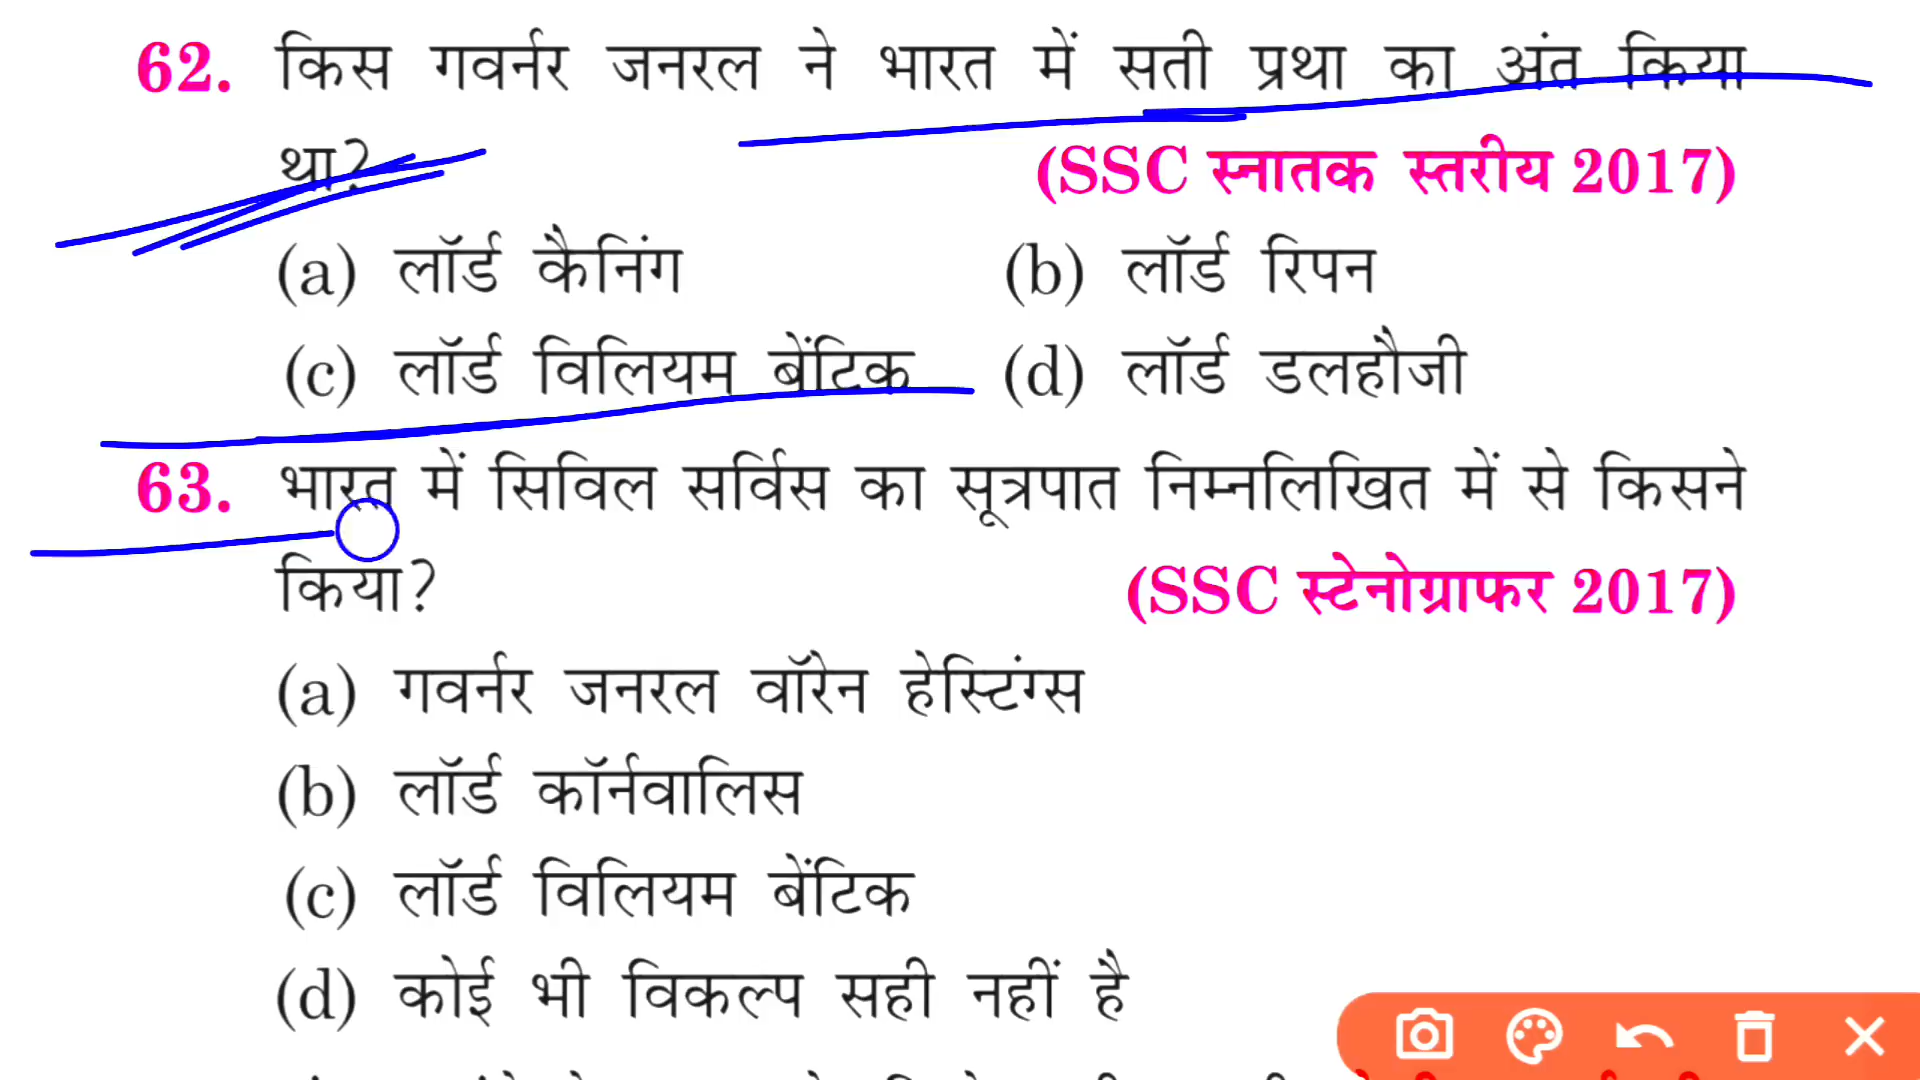 62. किस गवर्नर जनरल ने भारत में सती प्रथा का अंत किया
था? (SSC स्नातक स्तरीय 2017)
(a) लॉर्ड कैनिंग (b) लॉर्ड रिपन
(c) लॉर्ड विलियम बेंटिक (d) लॉर्ड डलहौजी
63. भारत में सिविल सर्विस का सूत्रपात निम्नलिखित में से किसने
किया? (SSC स्टेनोग्राफर 2017)
(a) गवर्नर जनरल वॉरेन हेस्टिंग्स
(b) लॉर्ड कॉर्नवालिस
(c) लॉर्ड विलियम बेंटिक
(d) कोई भी विकल्प सही नहीं है